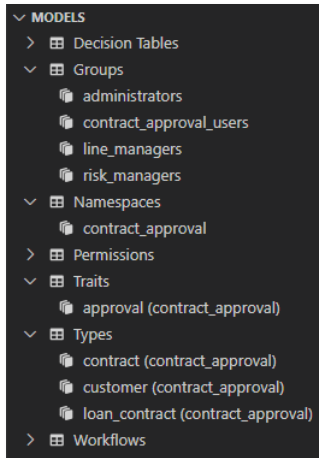 MODELS
Decision Tables
Groups
administrators
contract_approval_users
line_managers
risk_managers
Namespaces
contract_approval
Permissions
Traits
approval (contract_approval)
Types
contract (contract_approval)
customer (contract_approval)
loan_contract (contract_approval)
Workflows